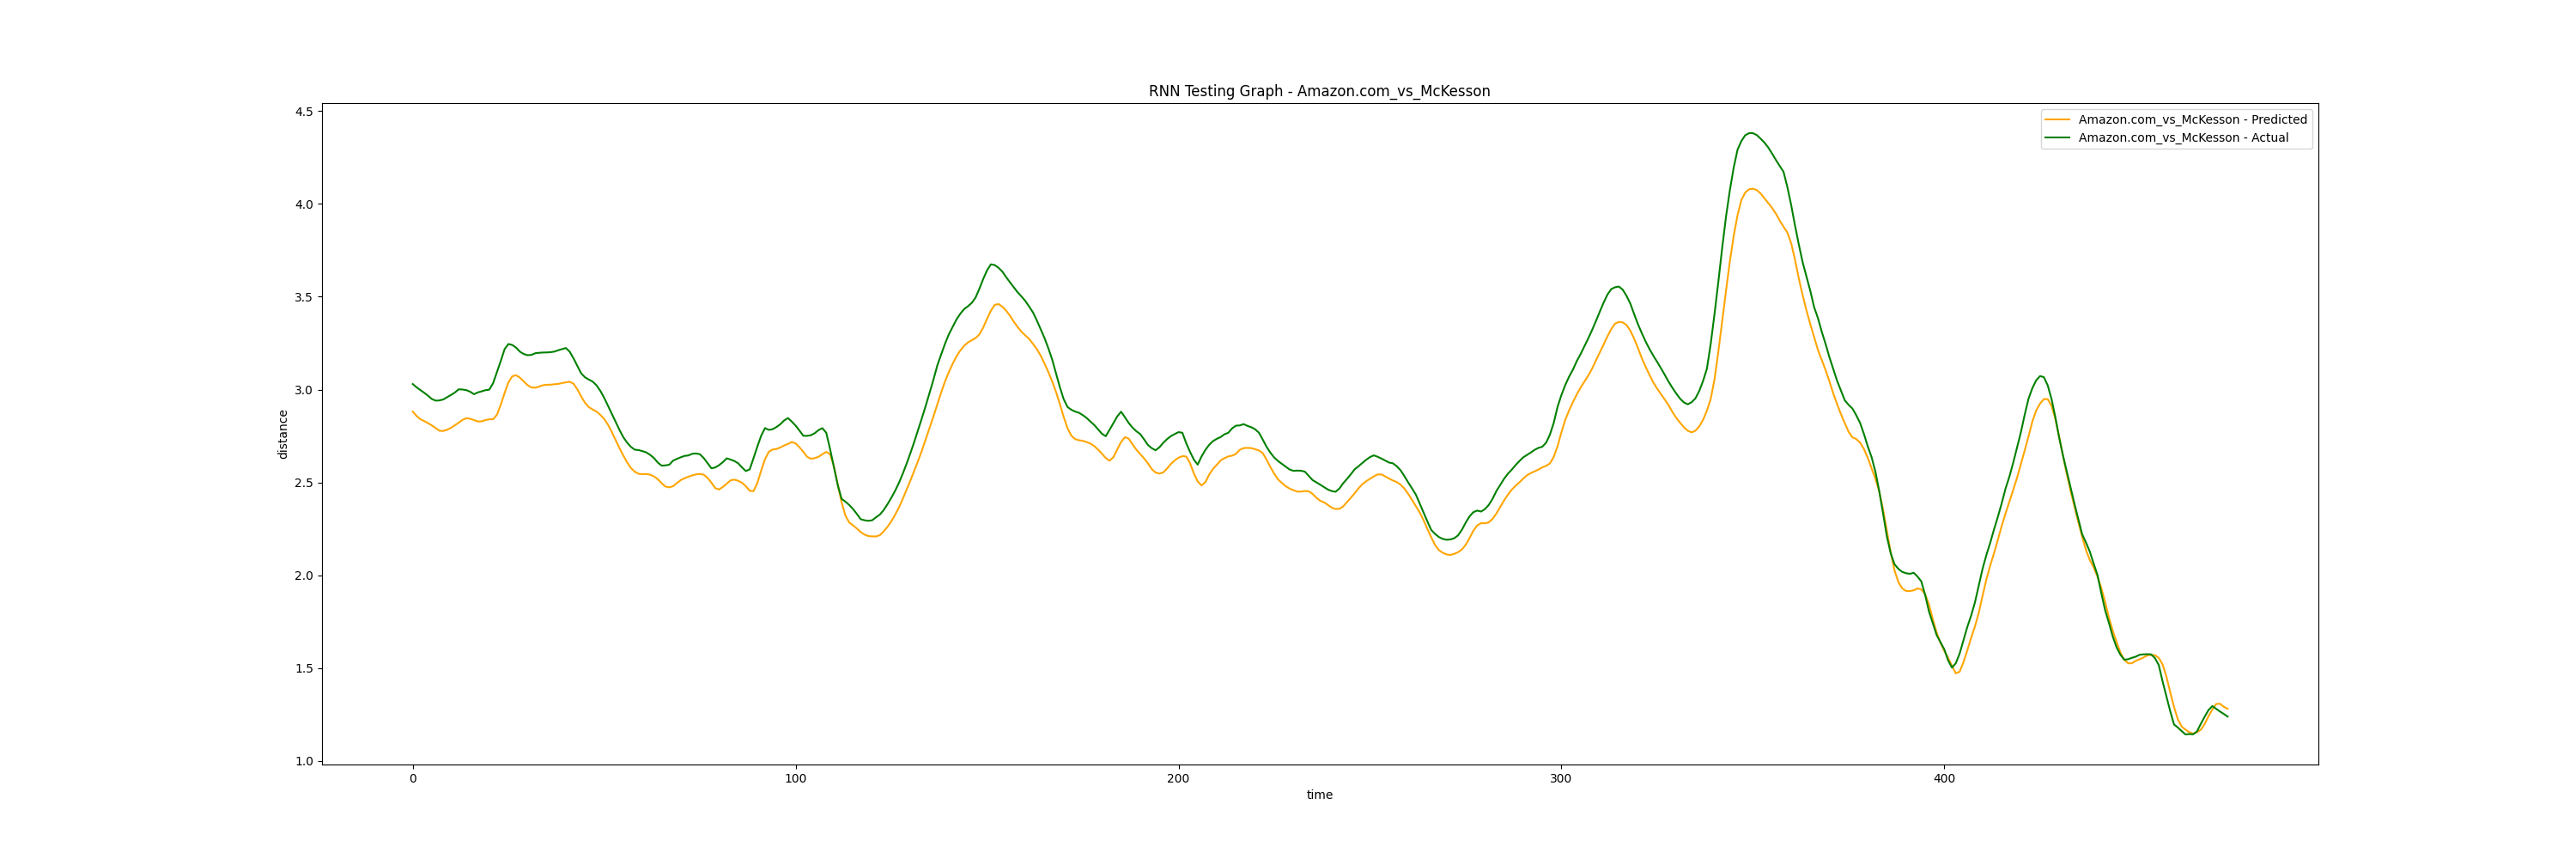 RNN Testing Graph - Amazon.com_vs_McKesson
Amazon.com_vs_McKesson - Predicted
Amazon.com_vs_McKesson - Actual
distance
4.5
4.0
3.5
3.0
2.5
2.0
1.5
1.0
0 100 200 300 400
time